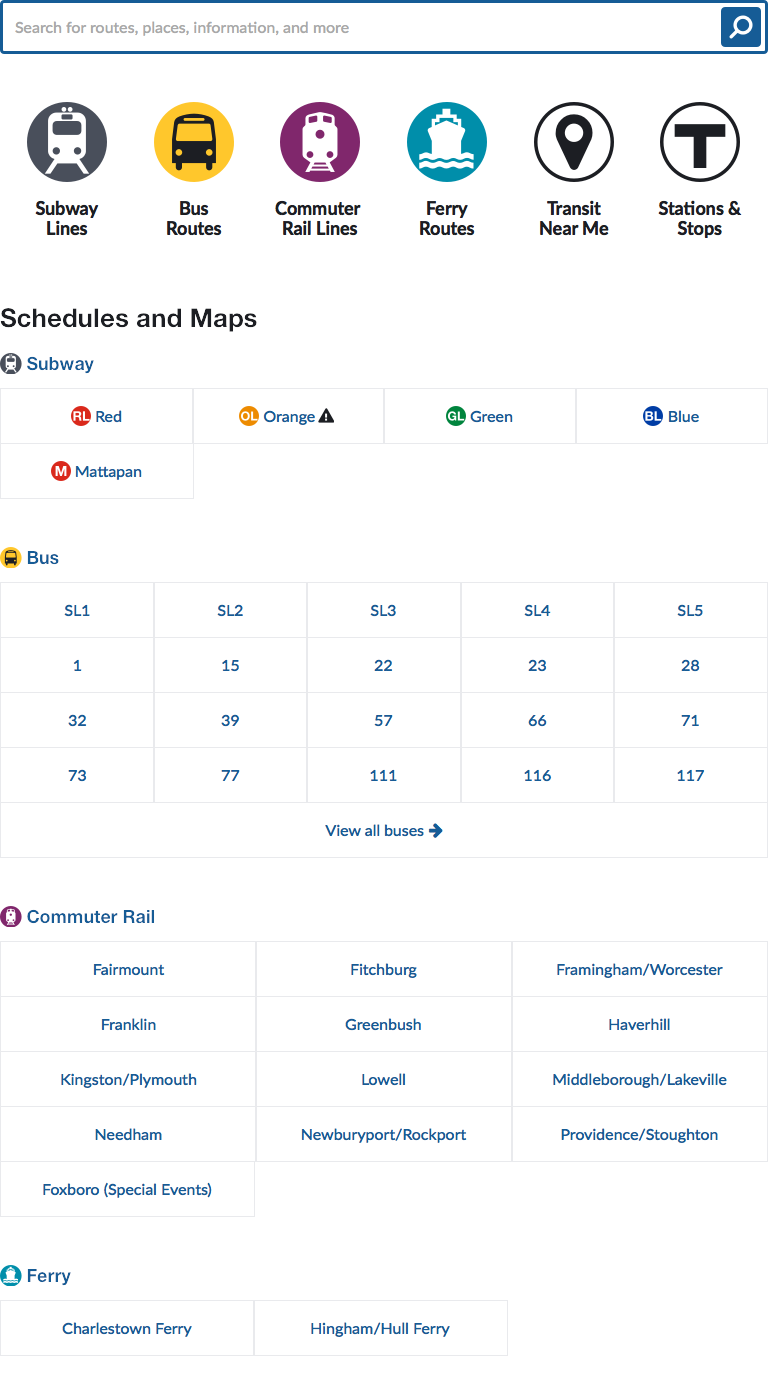 Search for routes, places, information, and more
Subway Lines
Bus Routes
Commuter Rail Lines
Ferry Routes
Transit Near Me
T
Stations & Stops
Schedules and Maps
Subway
RL Red
OL Orange
GL Green
BL Blue
M Mattapan
Bus
SL1 SL2 SL3 SL4 SL5
1 15 22 23 28
32 39 57 66 71
73 77 111 116 117
View all buses
Commuter Rail
Fairmount Fitchburg Framingham/Worcester
Franklin Greenbush Haverhill
Kingston/Plymouth Lowell Middleborough/Lakeville
Needham Newburyport/Rockport Providence/Stoughton
Foxboro (Special Events)
Ferry
Charlestown Ferry Hingham/Hull Ferry